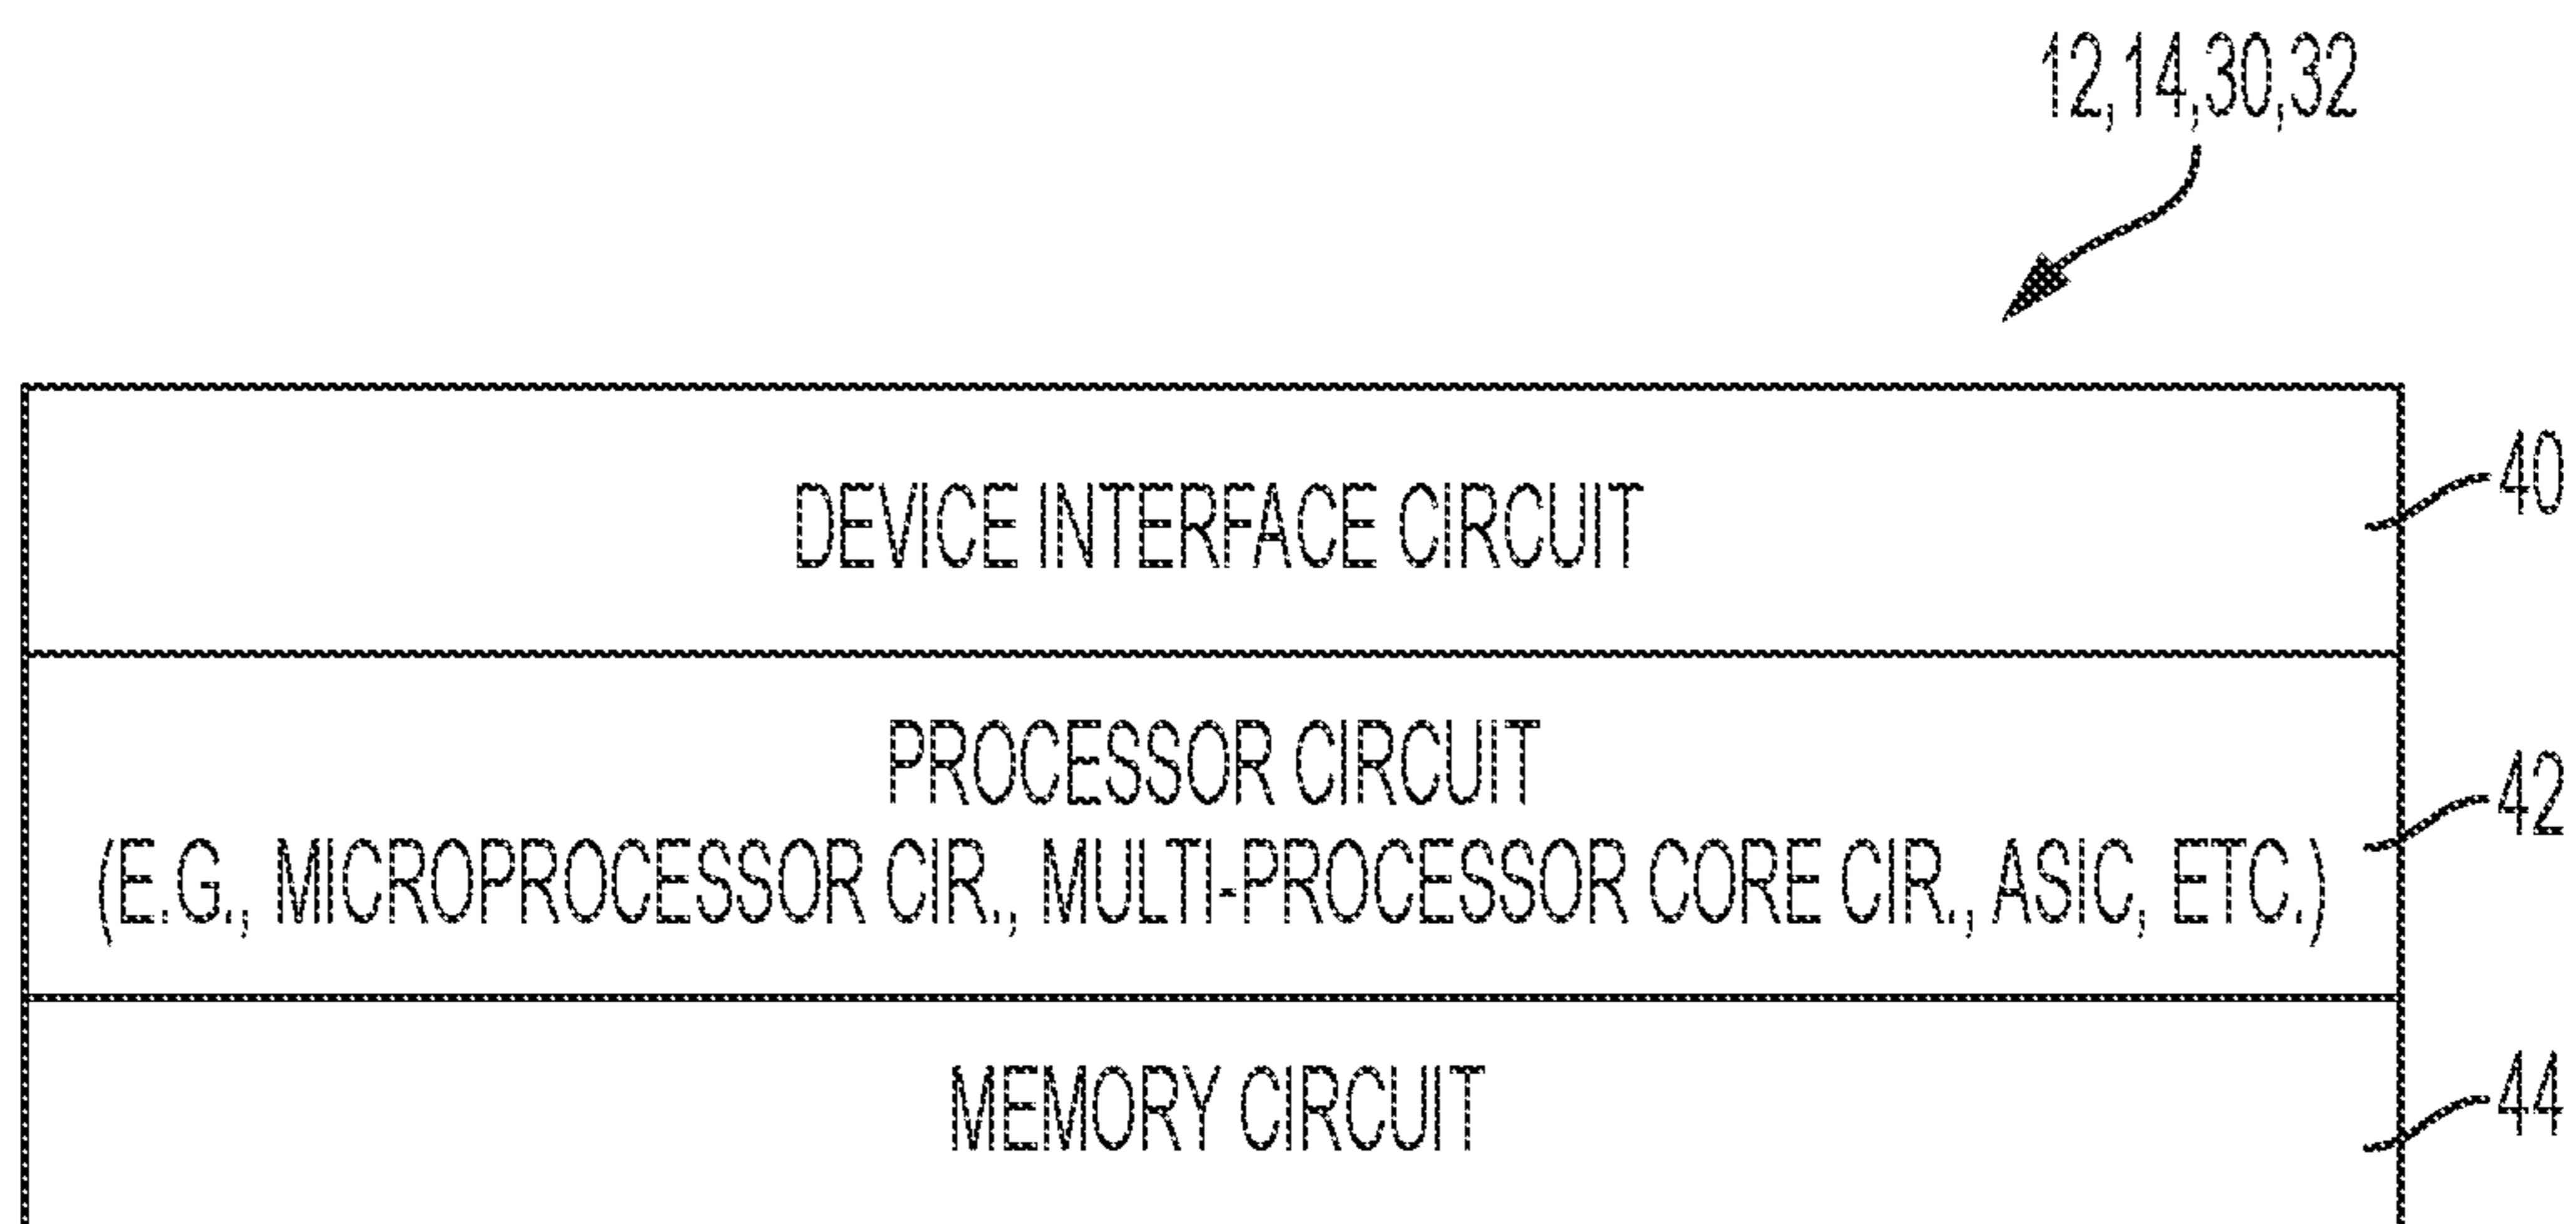 12,14,30,32
DEVICE INTERFACE CIRCUIT
40
PROCESSOR CIRCUIT
(E.G., MICROPROCESSOR CIR., MULTI-PROCESSOR CORE CIR., ASIC, ETC.)
42
MEMORY CIRCUIT
44